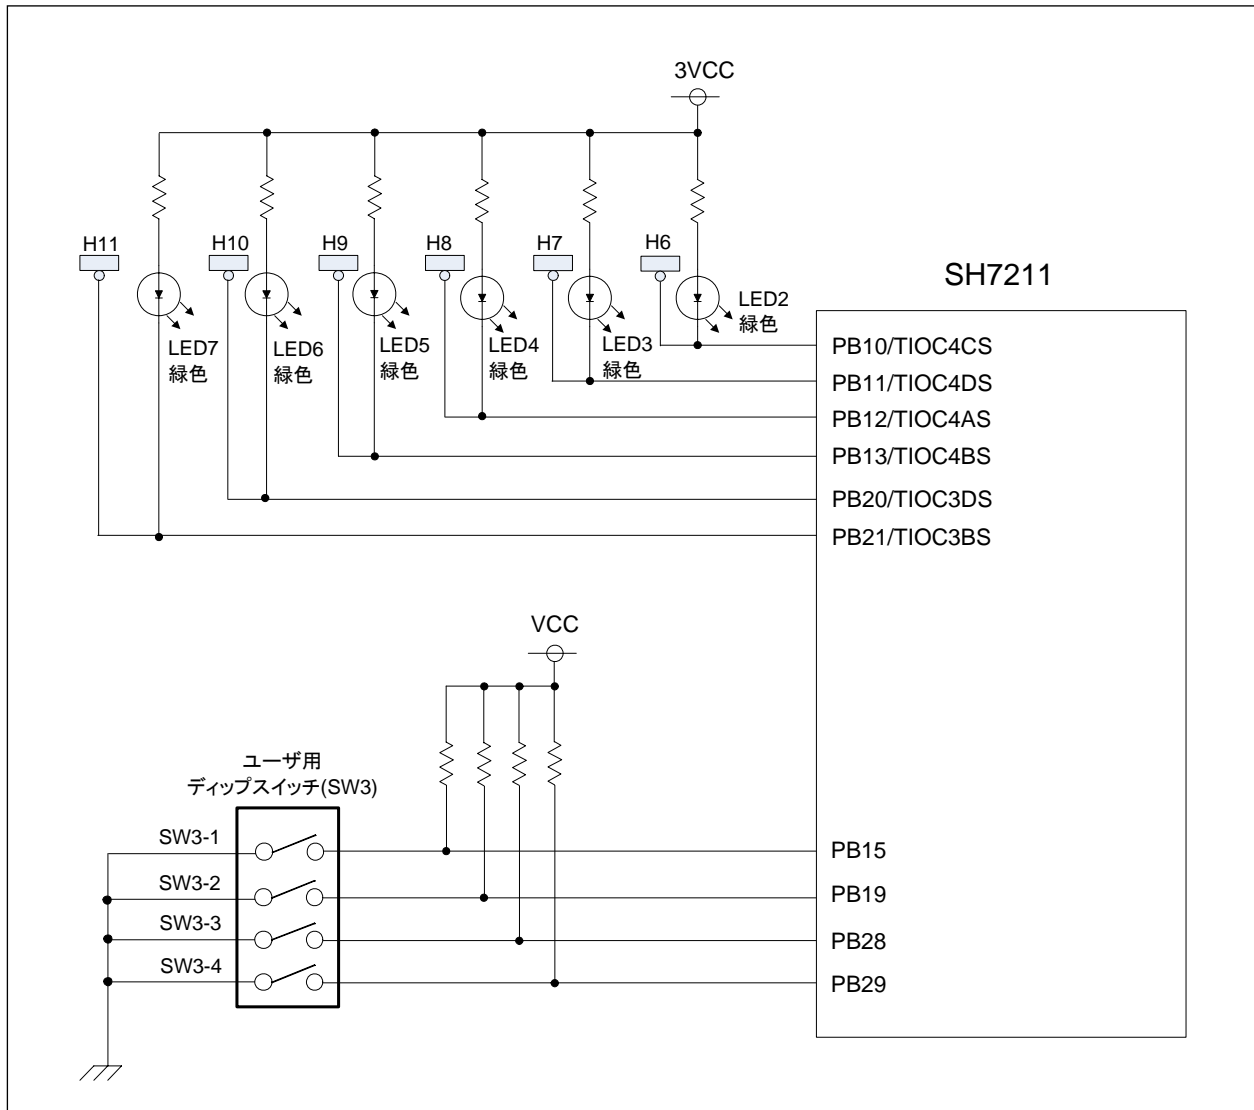 3VCC
H11
H10
H9
H8
H7
H6
SH7211
LED7
緑色
LED6
緑色
LED5
緑色
LED4
緑色
LED3
緑色
LED2
緑色
PB10/TIOC4CS
PB11/TIOC4DS
PB12/TIOC4AS
PB13/TIOC4BS
PB20/TIOC3DS
PB21/TIOC3BS
VCC
ユーザ用
ディップスイッチ(SW3)
SW3-1
SW3-2
SW3-3
SW3-4
PB15
PB19
PB28
PB29